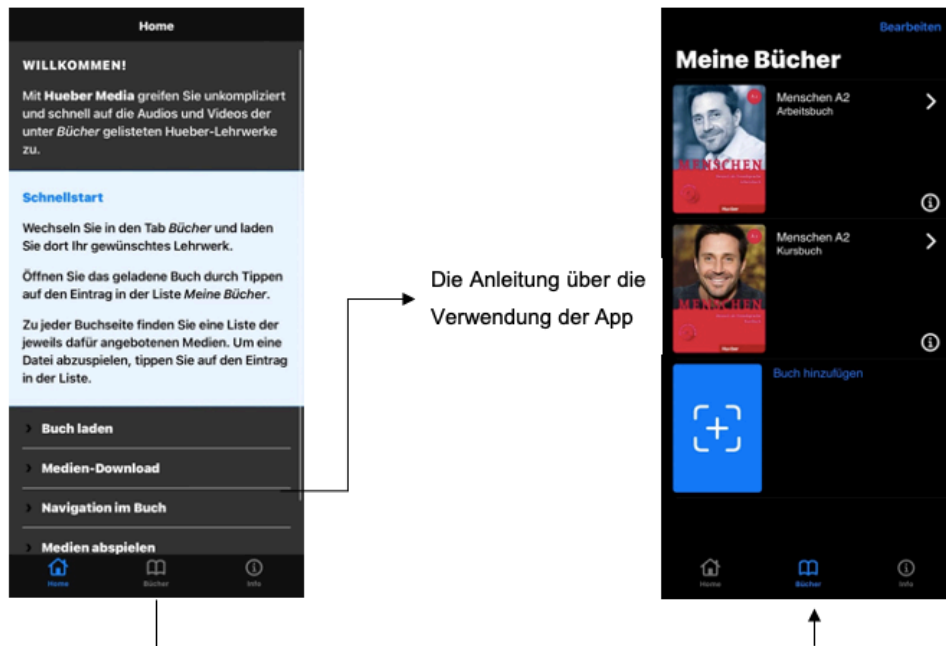 Home
WILLKOMMEN!
Mit Hueber Media greifen Sie unkompliziert
und schnell auf die Audios und Videos der
unter Bücher gelisteten Hueber-Lehrwerke
zu.
Schnellstart
Wechseln Sie in den Tab Bücher und laden
Sie dort Ihr gewünschtes Lehrwerk.
Öffnen Sie das geladene Buch durch Tippen
auf den Eintrag in der Liste Meine Bücher.
Zu jeder Buchseite finden Sie eine Liste der
jeweils dafür angebotenen Medien. Um eine
Datei abzuspielen, tippen Sie auf den Eintrag
in der Liste.
Buch laden
Medien-Download
Navigation im Buch
Medien abspielen
Home
Bücher
Info
Die Anleitung über die
Verwendung der App
Bearbeiten
Meine Bücher
MENSCHEN
Hueber
Menschen A2
Arbeitsbuch
MENSCHEN
Hueber
Menschen A2
Kursbuch
Buch hinzufügen
Home
Bücher
Info